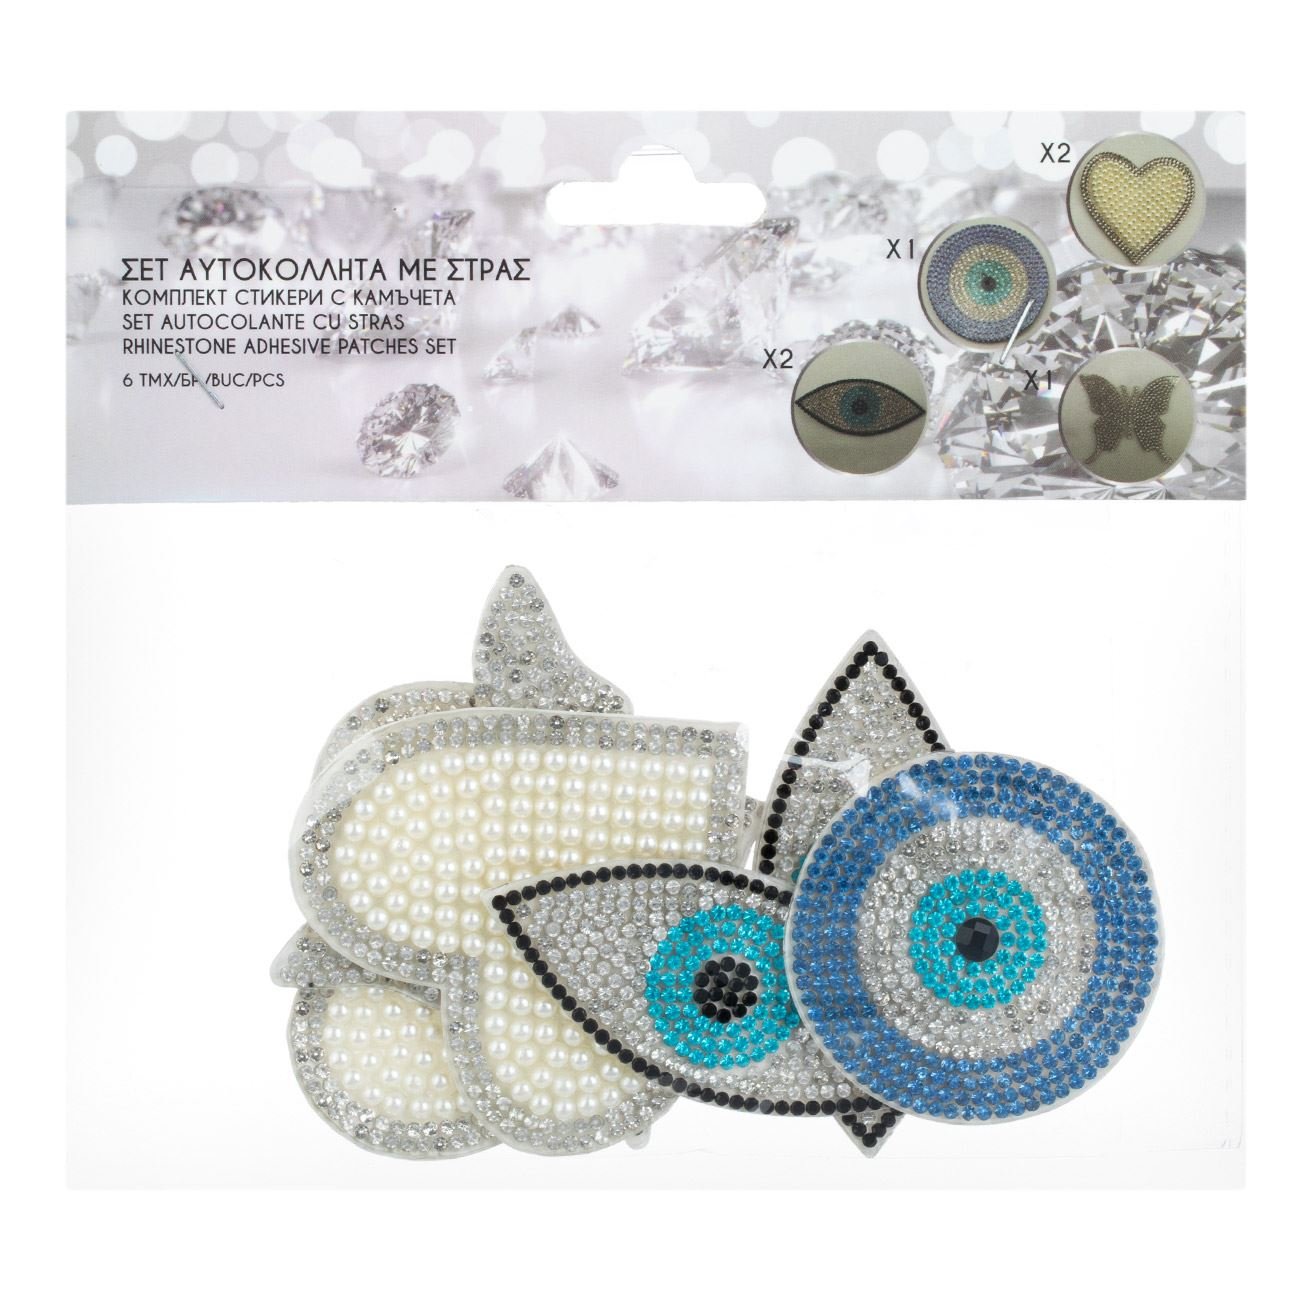 ΣΕΤ ΑΥΤΟΚΟΛΛΗΤΑ ΜΕ ΣΤΡΑΣ
КОМПЛЕКТ СТИКЕРИ С КАМЪЧЕТА
SET AUTOCOLANTE CU STRAS
RHINESTONE ADHESIVE PATCHES SET
6 ΤΜΧ/БР/BUC/PCS
X2
X1
X2
X1